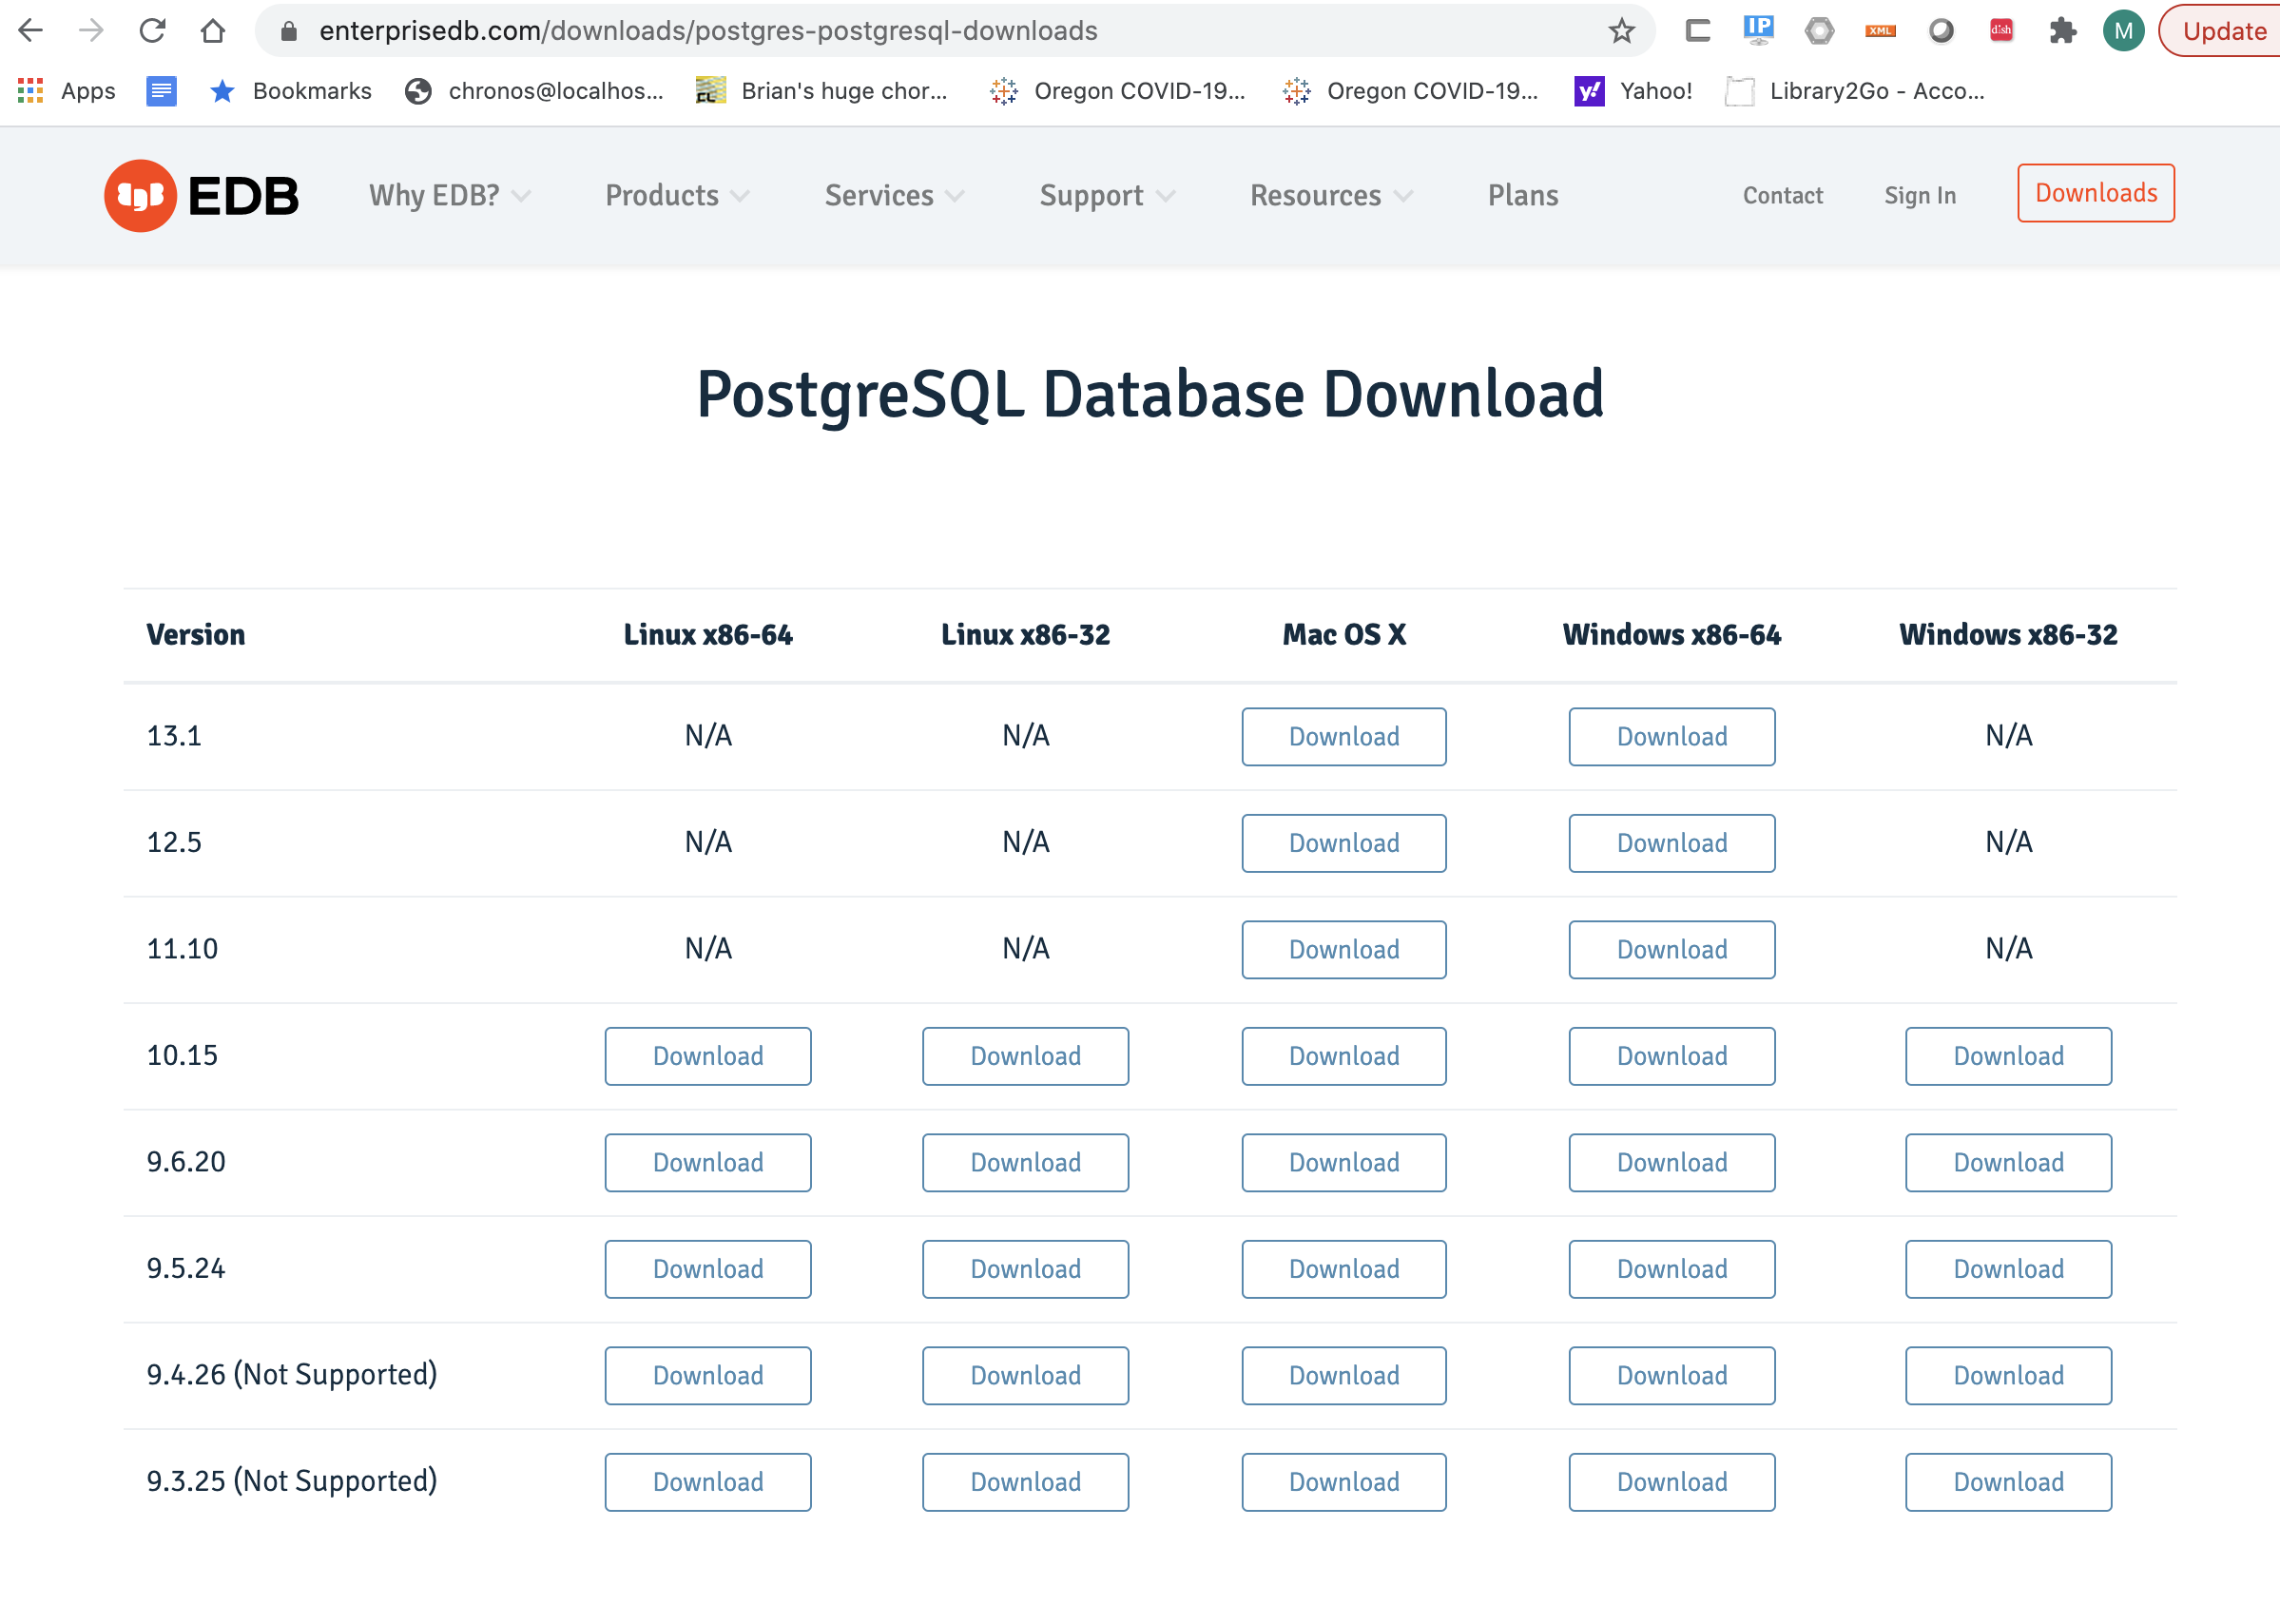 enterprisedb.com/downloads/postgres-postgresql-downloads IP XML dish M Update
Apps Bookmarks chronos@localhos... Brian's huge chor... Oregon COVID-19... Oregon COVID-19... Yahoo! Library2Go - Acco...
EDB Why EDB? Products Services Support Resources Plans Contact Sign In Downloads
PostgreSQL Database Download
Version Linux x86-64 Linux x86-32 Mac OS X Windows x86-64 Windows x86-32
13.1 N/A N/A Download Download N/A
12.5 N/A N/A Download Download N/A
11.10 N/A N/A Download Download N/A
10.15 Download Download Download Download Download
9.6.20 Download Download Download Download Download
9.5.24 Download Download Download Download Download
9.4.26 (Not Supported) Download Download Download Download Download
9.3.25 (Not Supported) Download Download Download Download Download